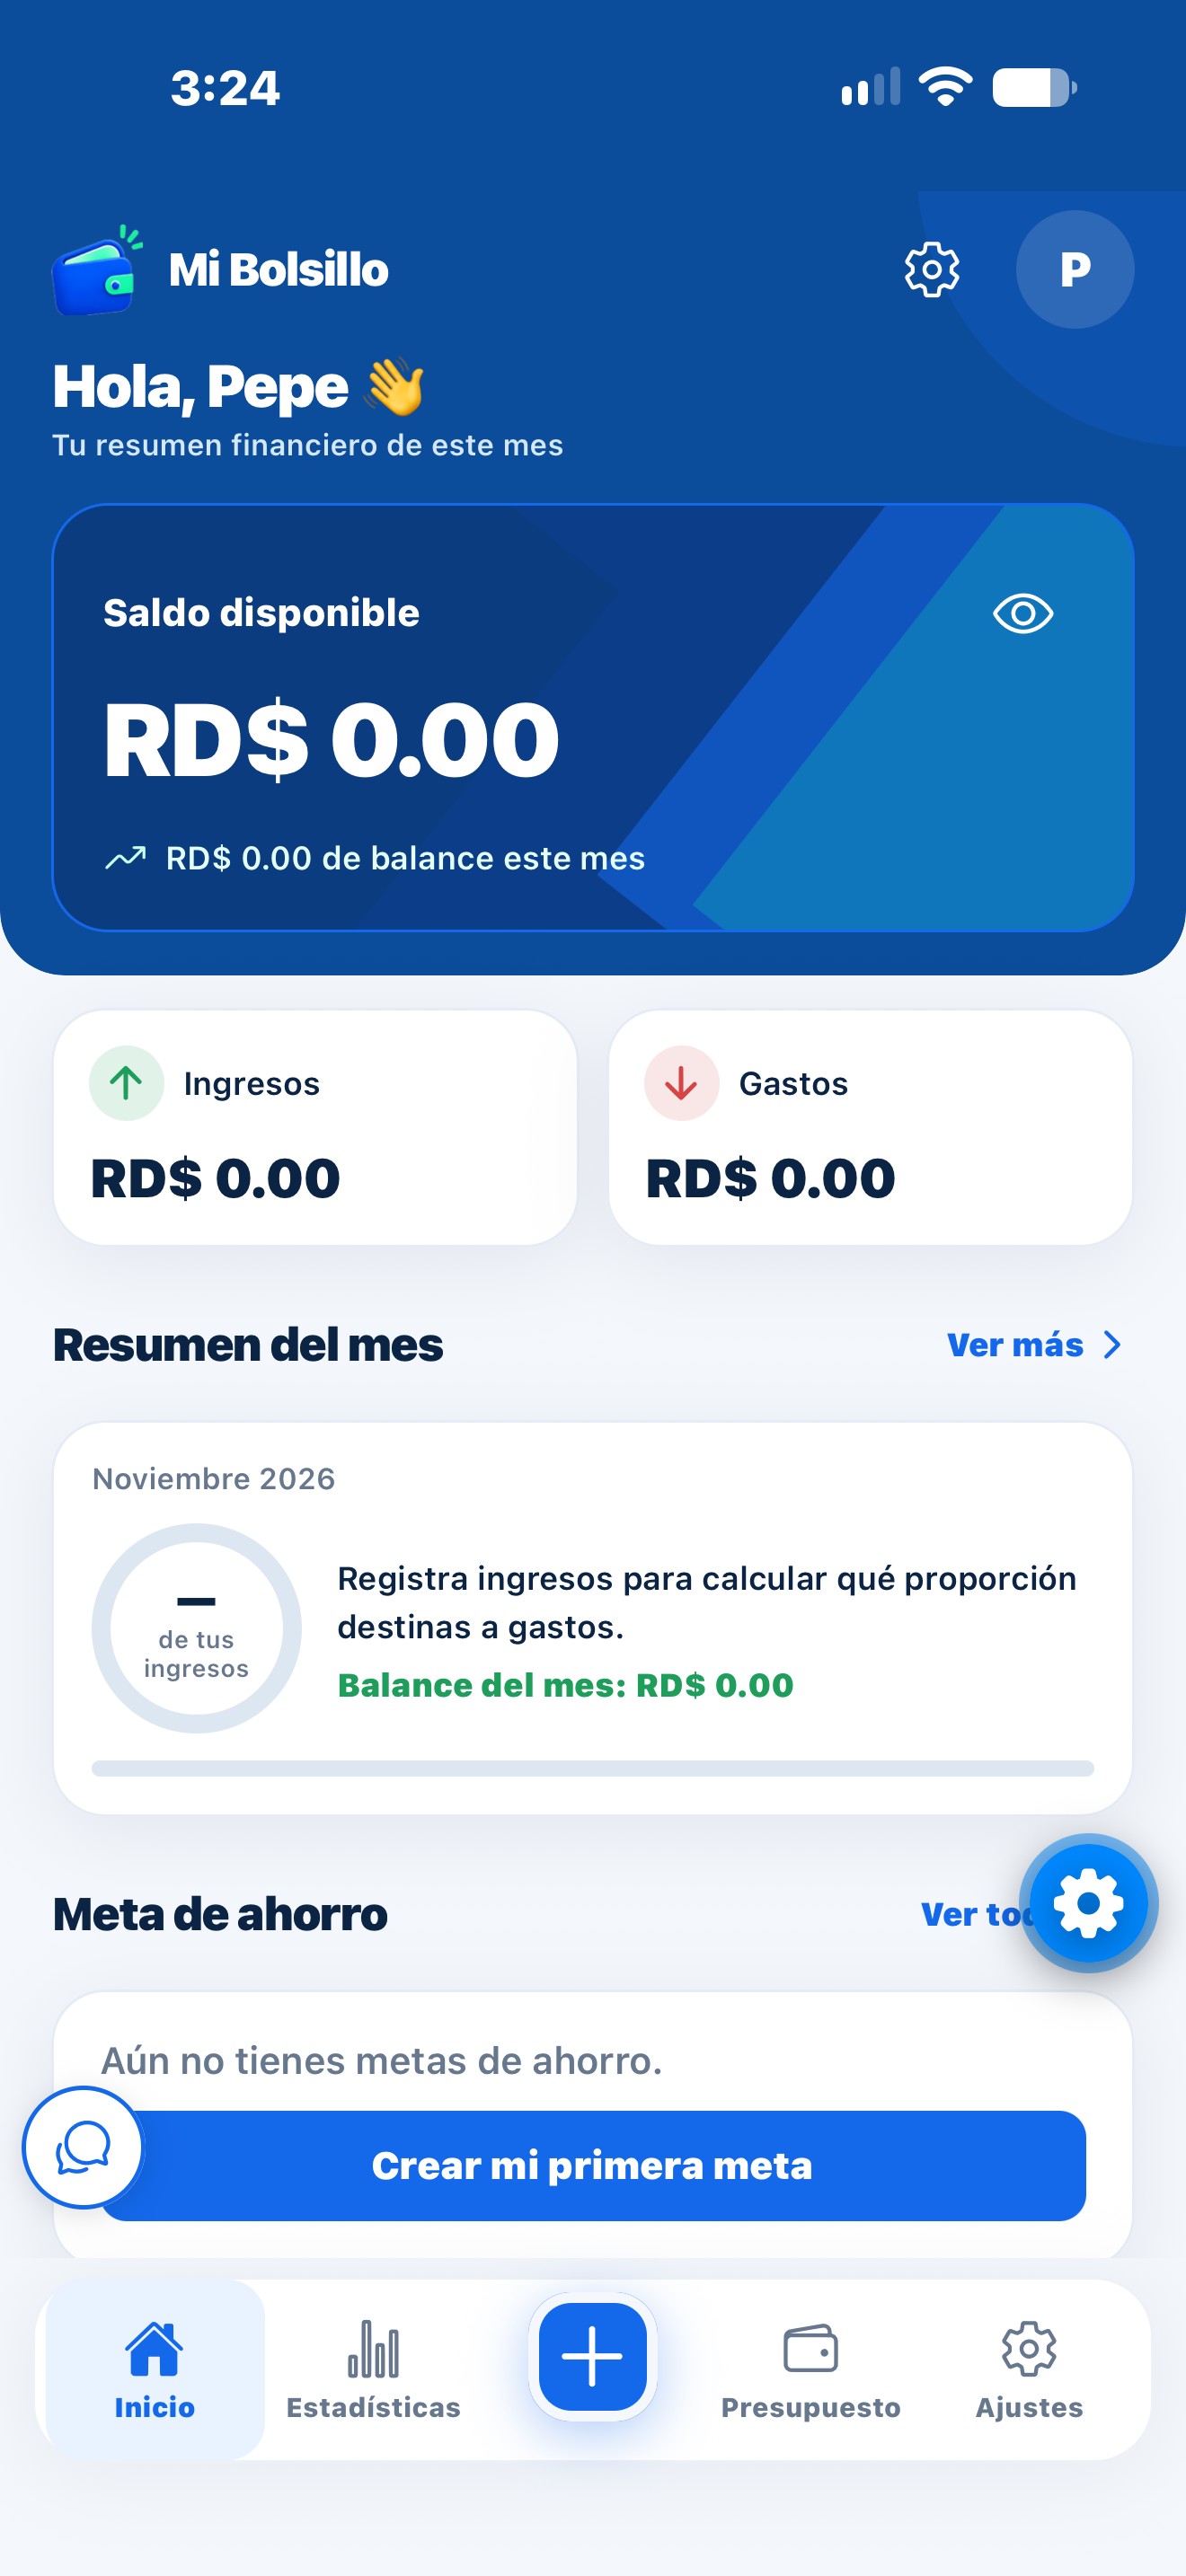 3:24
Mi Bolsillo
P
Hola, Pepe 👋
Tu resumen financiero de este mes
Saldo disponible
RD$ 0.00
RD$ 0.00 de balance este mes
Ingresos
RD$ 0.00
Gastos
RD$ 0.00
Resumen del mes
Ver más
Noviembre 2026
–
de tus
ingresos
Registra ingresos para calcular qué proporción
destinas a gastos.
Balance del mes: RD$ 0.00
Meta de ahorro
Ver
Aún no tienes metas de ahorro.
Crear mi primera meta
Inicio
Estadísticas
Presupuesto
Ajustes